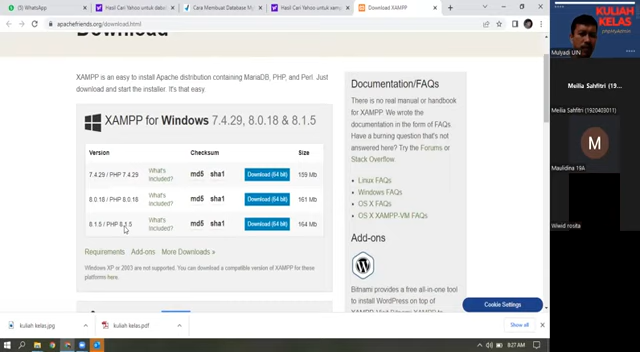 WhatsApp
Hasil Cari Yahoo untuk datab
Cara Membuat Database My
Hasil Cari Yahoo untuk xamp
Download XAMPP
apachefriends.org/download.html
Download
XAMPP is an easy to install Apache distribution containing MariaDB, PHP, and Perl. Just
download and start the installer. It's that easy.
XAMPP for Windows 7.4.29, 8.0.18 & 8.1.5
Version
Checksum
Size
7.4.29 / PHP 7.4.29
What's
Included?
md5 sha1
Download (64 bit)
159 Mb
8.0.18 / PHP 8.0.18
What's
Included?
md5 sha1
Download (64 bit)
161 Mb
8.1.5 / PHP 8.1.5
What's
Included?
md5 sha1
Download (64 bit)
164 Mb
Requirements
Add-ons
More Downloads »
Windows XP or 2003 are not supported. You can download a compatible version of XAMPP for these
platforms here.
Documentation/FAQs
There is no real manual or handbook
for XAMPP. We wrote the
documentation in the form of FAQs.
Have a burning question that's not
answered here? Try the Forums or
Stack Overflow.
Linux FAQs
Windows FAQs
OS X FAQs
OS X XAMPP-VM FAQs
Add-ons
Bitnami provides a free all-in-one tool
to install WordPress on top of
Cookie Settings
kuliah kelas.jpg
kuliah kelas.pdf
Show all
8:27 AM
KULIAH
KELAS
Mulyadi UIN
Meilia Sahfitri (19...
Meilia Sahfitri (1920403011)
M
Maulidina 19A
Wiwid rosita